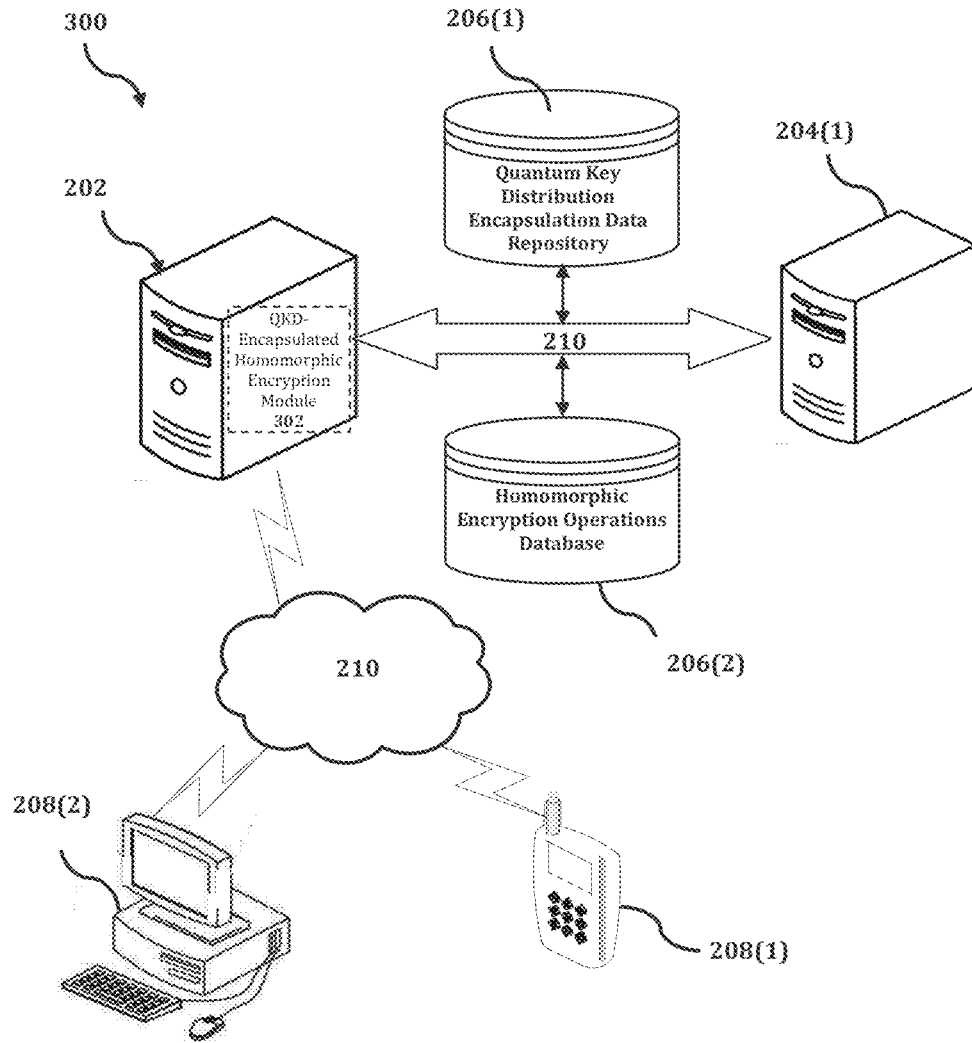 300
206(1)
204(1)
202
Quantum Key
Distribution
Encapsulation Data
Repository
QKD-
Encapsulated
Homomorphic
Encryption
Module
302
210
Homomorphic
Encryption Operations
Database
206(2)
210
208(2)
208(1)